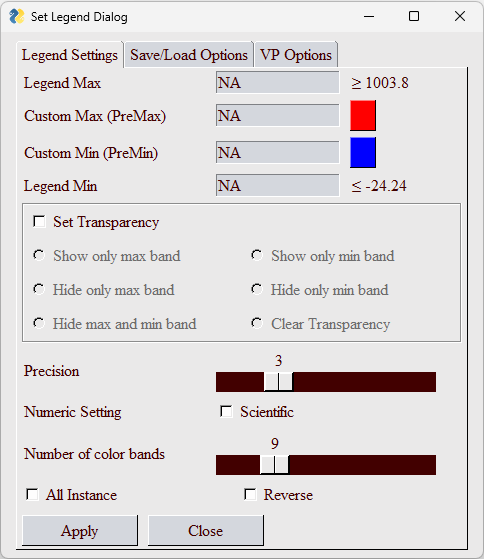 Set Legend Dialog
Legend Settings Save/Load Options VP Options
Legend Max NA ≥ 1003.8
Custom Max (PreMax) NA
Custom Min (PreMin) NA
Legend Min NA ≤ -24.24
Set Transparency
Show only max band Show only min band
Hide only max band Hide only min band
Hide max and min band Clear Transparency
3
Precision
Numeric Setting Scientific
9
Number of color bands
All Instance Reverse
Apply Close